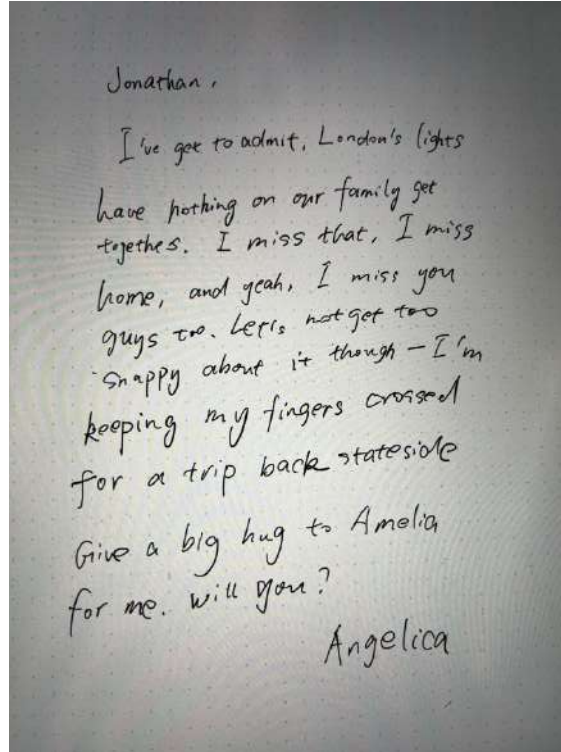 Jonathan,
I've got to admit, London's lights
have nothing on our family get
togethes. I miss that, I miss
home, and yeah, I miss you
guys too. Let's not get too
snappy about it though - I'm
keeping my fingers crossed
for a trip back stateside
Give a big hug to Amelia
for me. will you?
Angelica